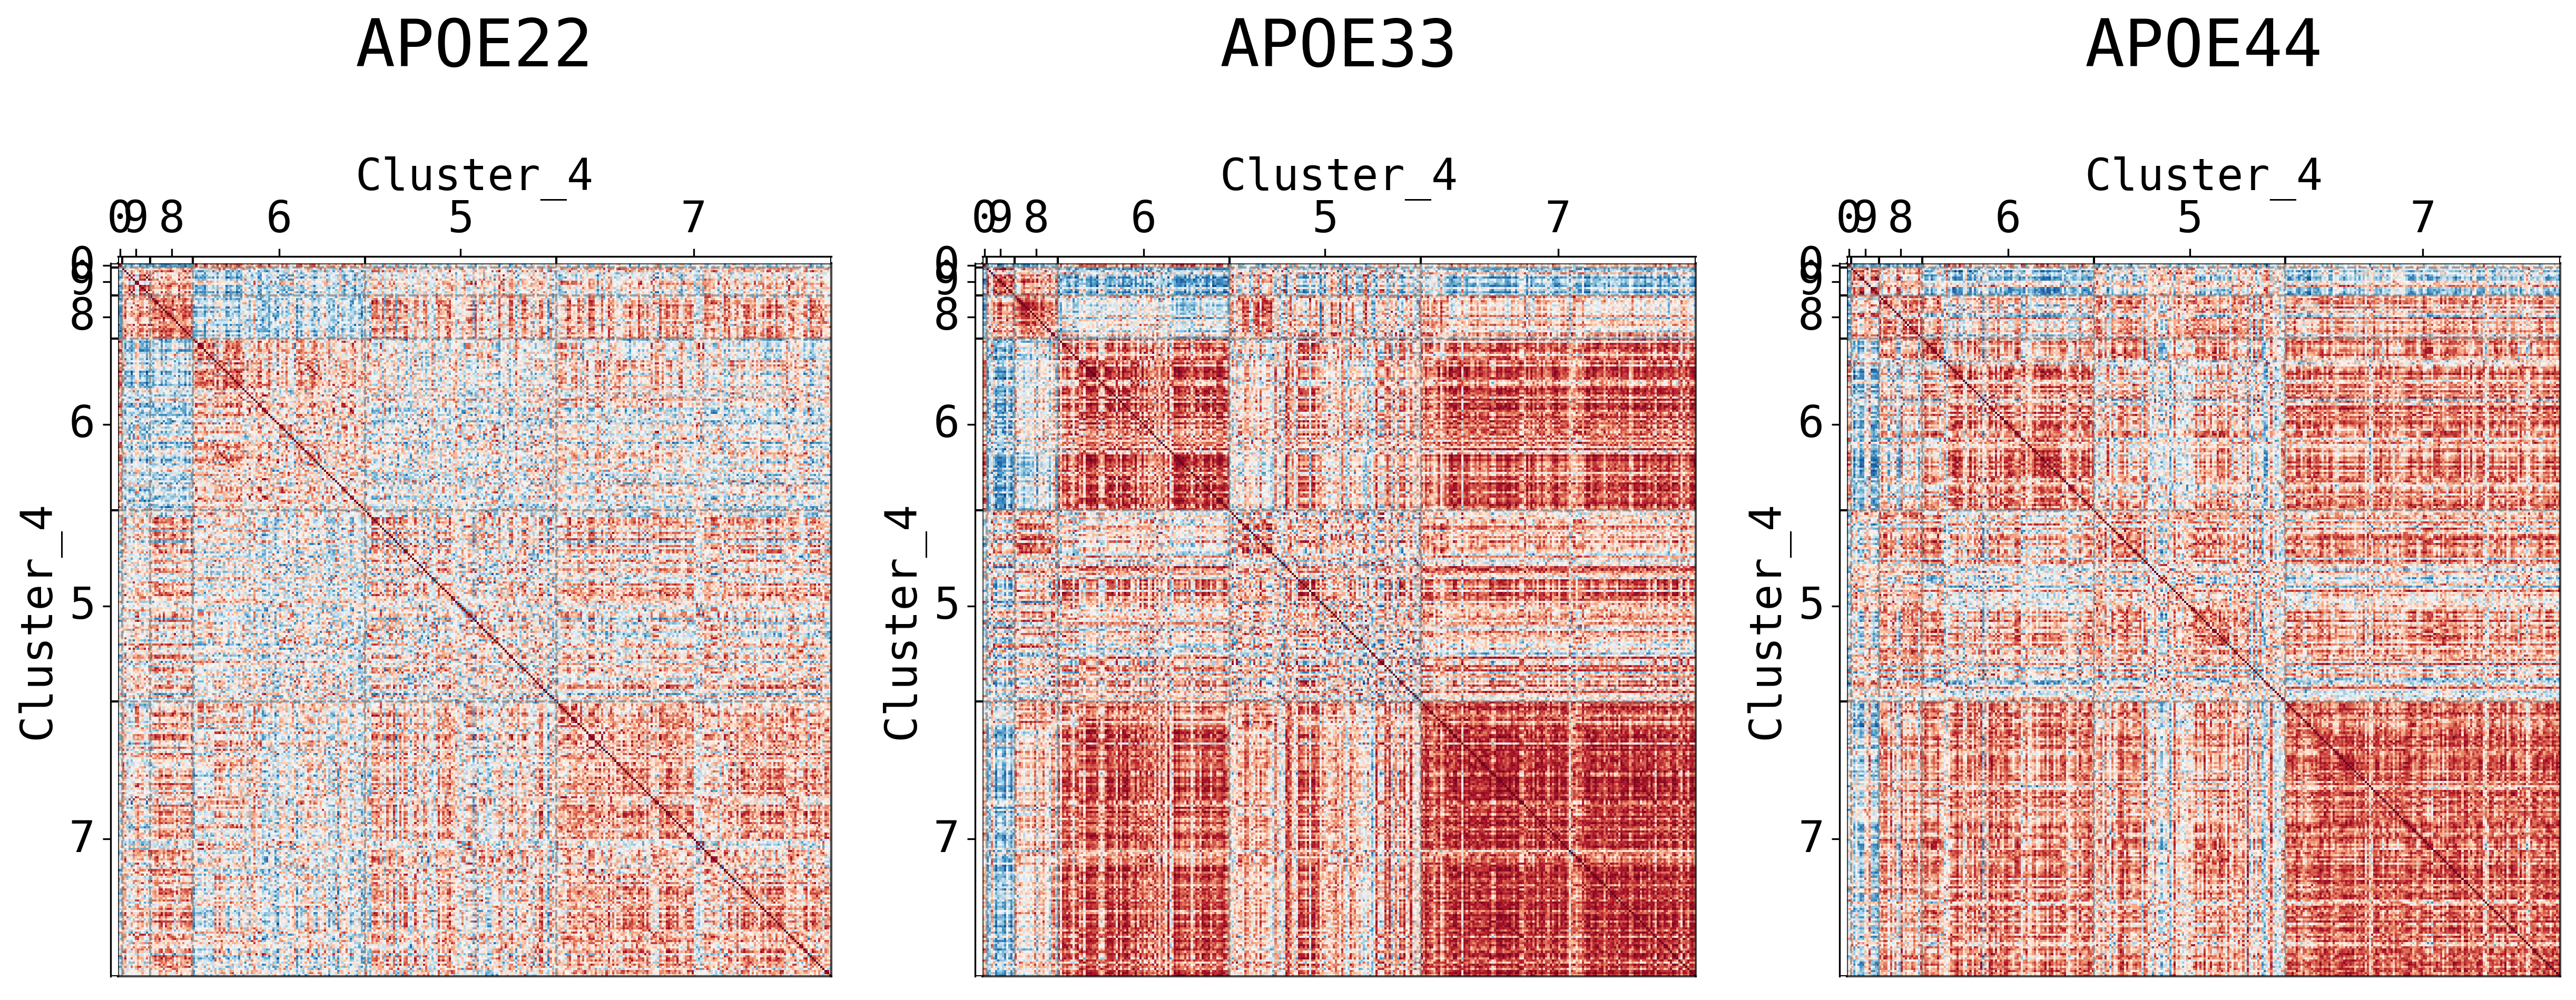 APOE22 APOE33 APOE44
Cluster_4 Cluster_4 Cluster_4
0 9 8 6 5 7 0 9 8 6 5 7 0 9 8 6 5 7
0 0 0
9 9 9
8 8 8
6 6 6
Cluster_4 Cluster_4 Cluster_4
5 5 5
7 7 7